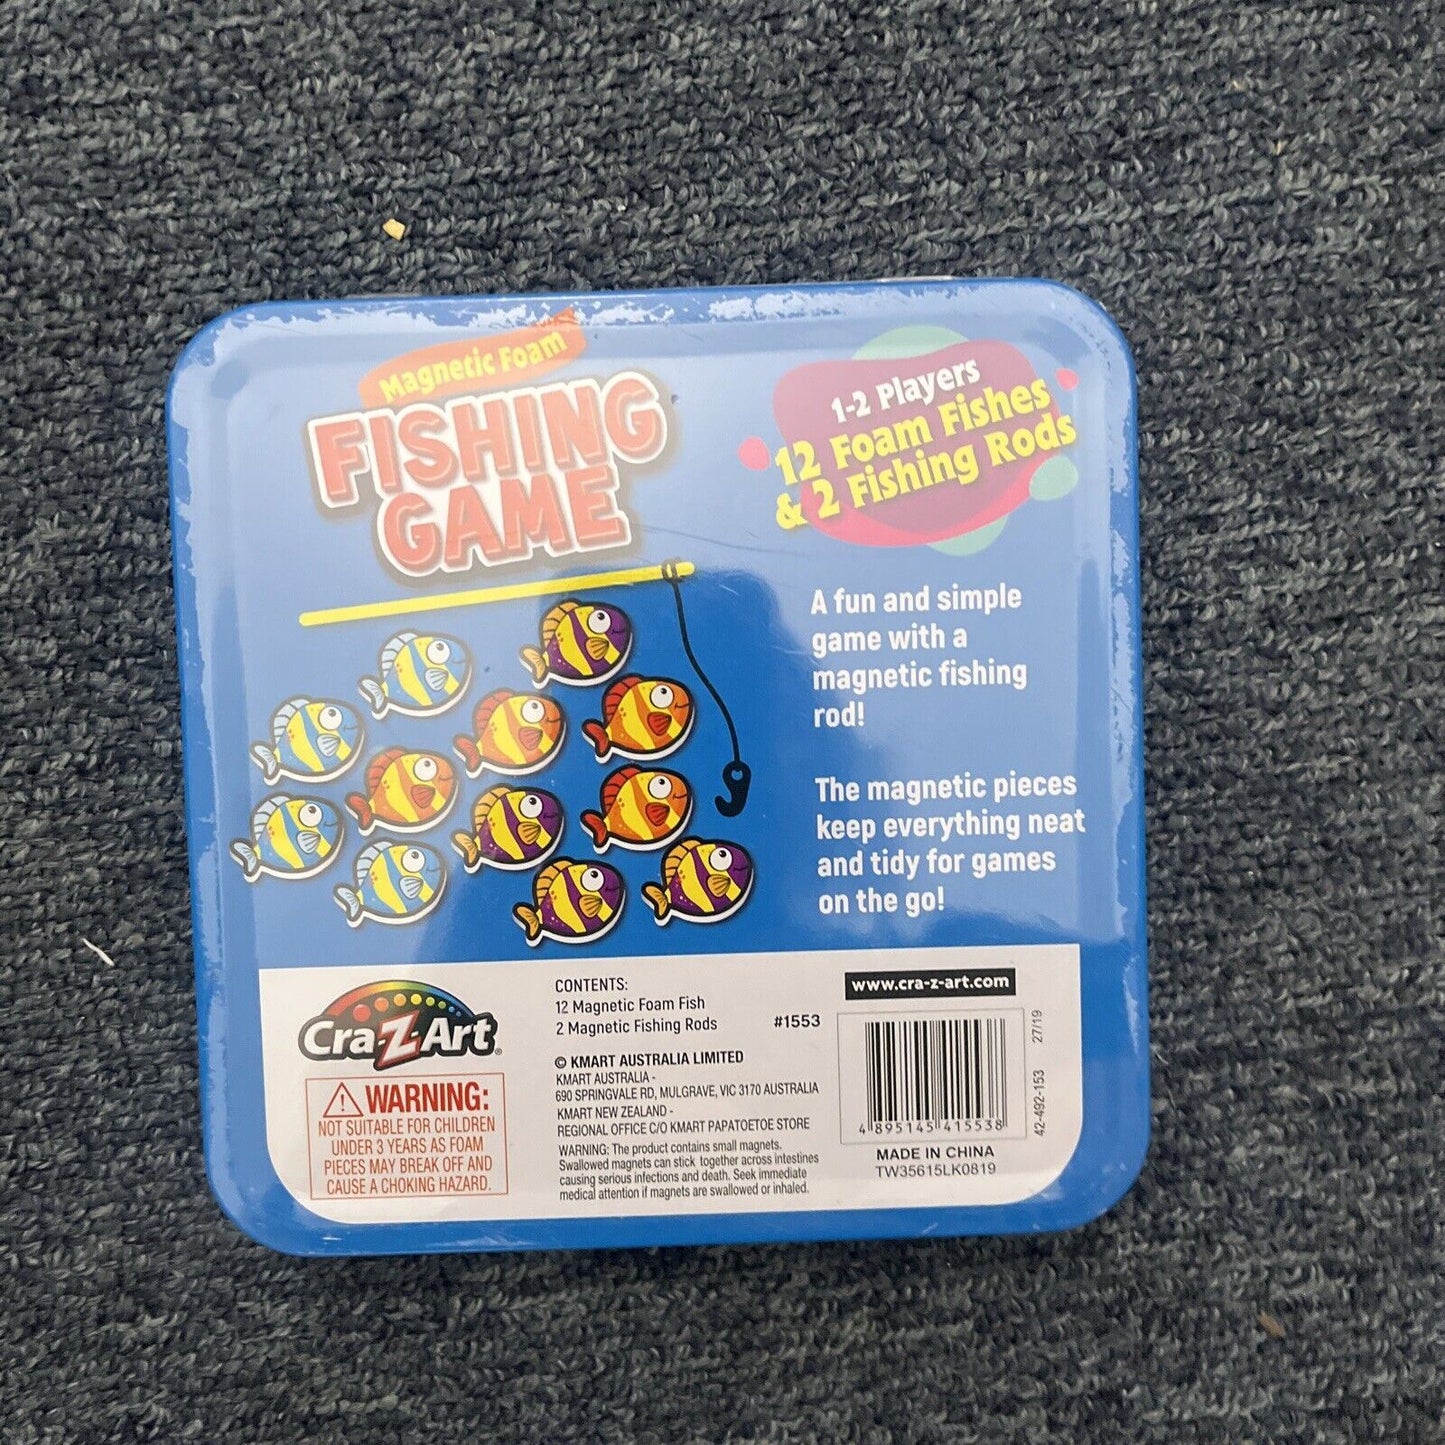 Magnetic Foam
FISHING
GAME
1-2 Players
12 Foam Fishes
& 2 Fishing Rods
A fun and simple
game with a
magnetic fishing
rod!
The magnetic pieces
keep everything neat
and tidy for games
on the go!
Cra-Z-Art®
WARNING:
NOT SUITABLE FOR CHILDREN
UNDER 3 YEARS AS FOAM
PIECES MAY BREAK OFF AND
CAUSE A CHOKING HAZARD.
CONTENTS:
12 Magnetic Foam Fish
2 Magnetic Fishing Rods
#1553
© KMART AUSTRALIA LIMITED
KMART AUSTRALIA -
690 SPRINGVALE RD, MULGRAVE, VIC 3170 AUSTRALIA
KMART NEW ZEALAND -
REGIONAL OFFICE C/O KMART PAPATOETOE STORE
WARNING: The product contains small magnets.
Swallowed magnets can stick together across intestines
causing serious infections and death. Seek immediate
medical attention if magnets are swallowed or inhaled.
www.cra-z-art.com
4 895145 415538
42-492-153 27/19
MADE IN CHINA
TW35615LK0819